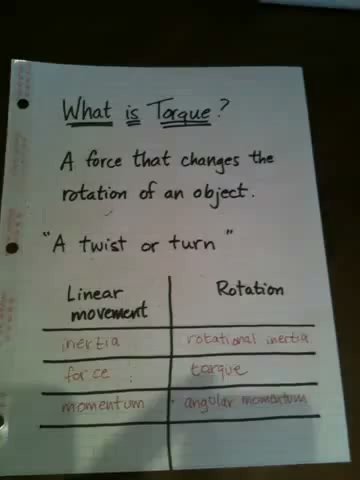 What is Torque?
A force that changes the
rotation of an object.
"A twist or turn"
Linear movement | Rotation
inertia | rotational inertia
force | torque
momentum | angular momentum